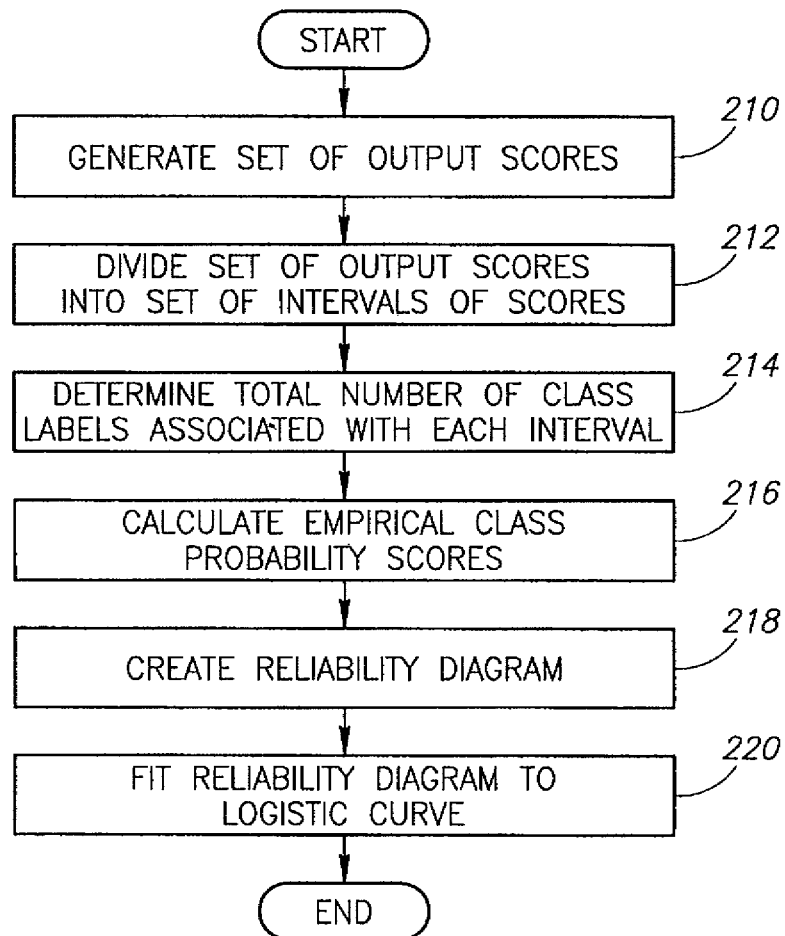 START
210
GENERATE SET OF OUTPUT SCORES
212
DIVIDE SET OF OUTPUT SCORES
INTO SET OF INTERVALS OF SCORES
214
DETERMINE TOTAL NUMBER OF CLASS
LABELS ASSOCIATED WITH EACH INTERVAL
216
CALCULATE EMPIRICAL CLASS
PROBABILITY SCORES
218
CREATE RELIABILITY DIAGRAM
220
FIT RELIABILITY DIAGRAM TO
LOGISTIC CURVE
END